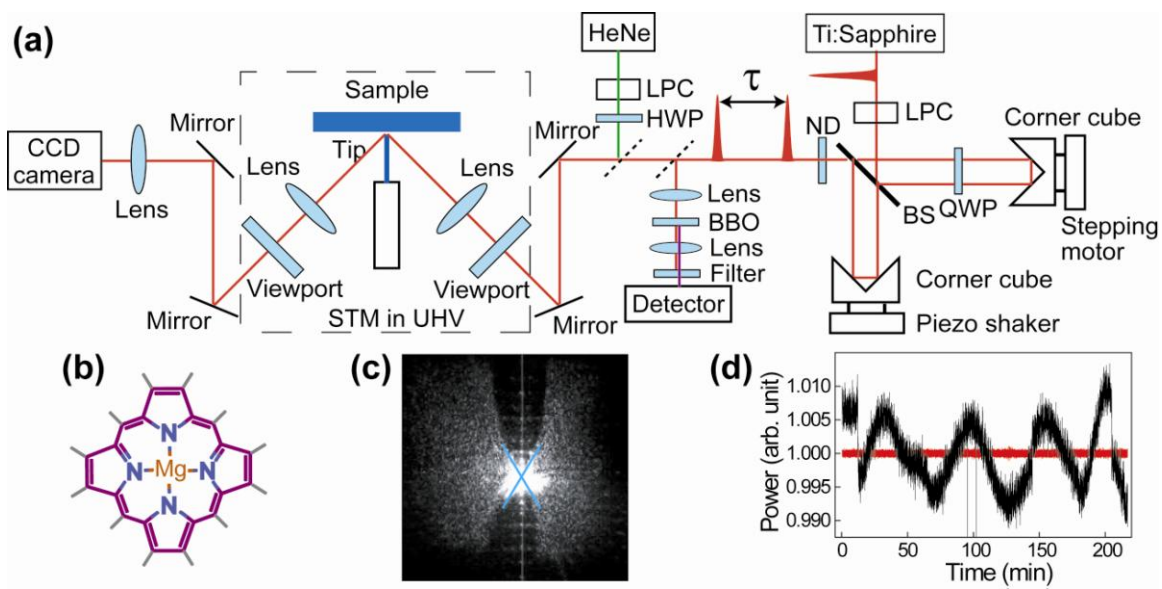 (a)
HeNe
Ti:Sapphire
LPC
LPC
HWP
τ
Sample
Mirror
Mirror
ND
Corner cube
CCD
camera
Tip
Lens
Lens
Lens
Lens
BBO
Lens
Filter
Detector
BS
QWP
Stepping
motor
Viewport
Viewport
Corner cube
Mirror
STM in UHV
Mirror
Piezo shaker
(b)
N
N
Mg
N
N
(c)
(d)
Power (arb. unit)
1.010
1.005
1.000
0.995
0.990
0
50
100
150
200
Time (min)